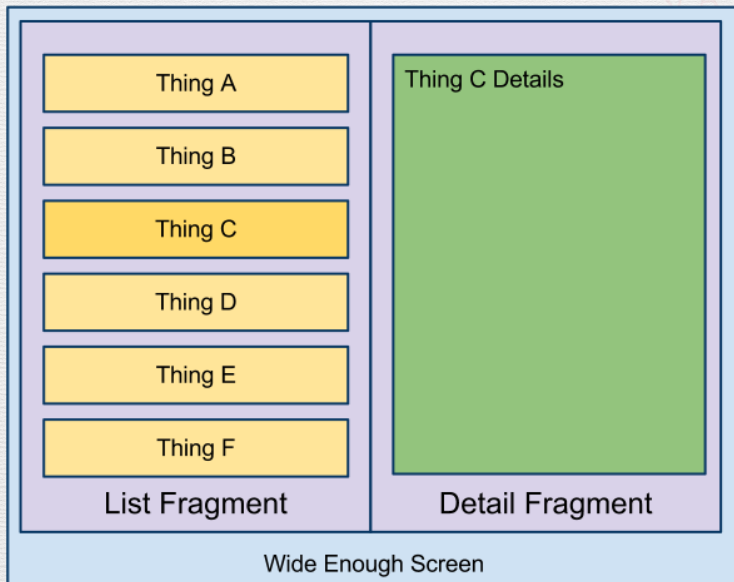 Thing A
Thing B
Thing C
Thing D
Thing E
Thing F
List Fragment
Thing C Details
Detail Fragment
Wide Enough Screen